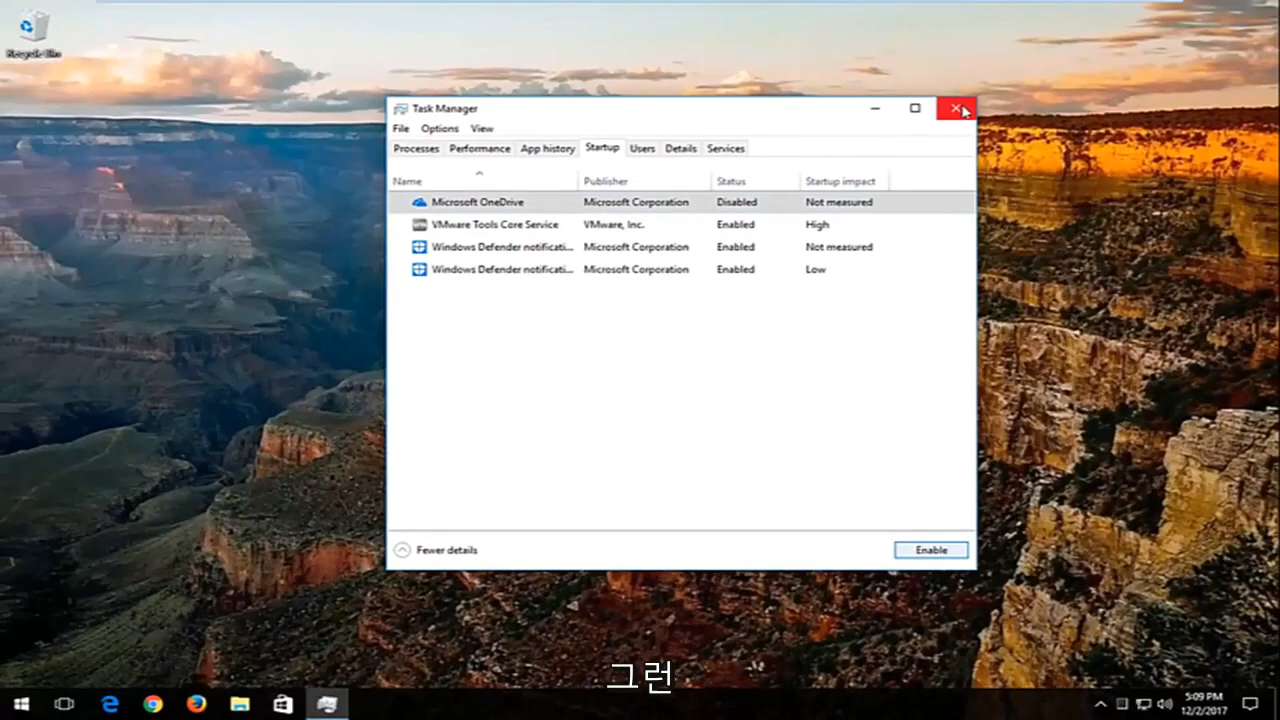 Recycle Bin
Task Manager
File Options View
Processes Performance App history Startup Users Details Services
Name Publisher Status Startup impact
Microsoft OneDrive Microsoft Corporation Disabled Not measured
VMware Tools Core Service VMware, Inc. Enabled High
Windows Defender notificati... Microsoft Corporation Enabled Not measured
Windows Defender notificati... Microsoft Corporation Enabled Low
Fewer details Enable
그런
5:09 PM
12/2/2017